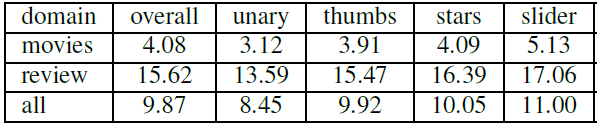 domain overall unary thumbs stars slider
movies 4.08 3.12 3.91 4.09 5.13
review 15.62 13.59 15.47 16.39 17.06
all 9.87 8.45 9.92 10.05 11.00